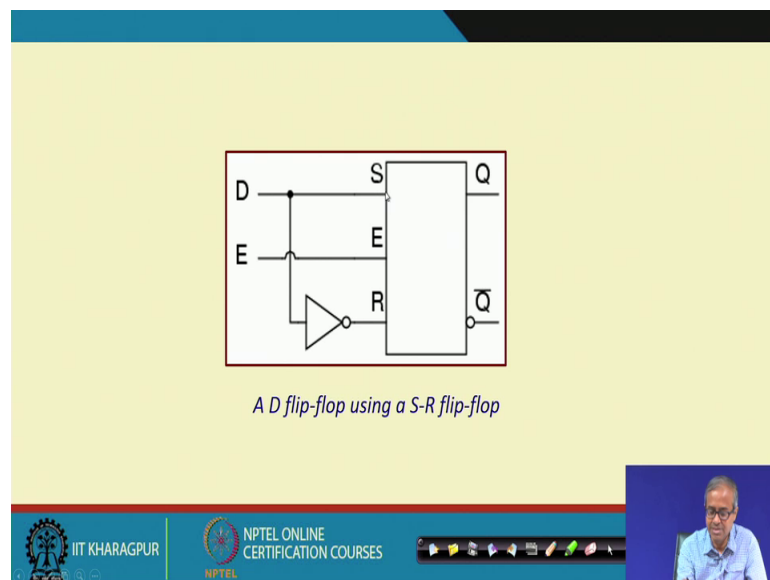 D
S
Q
E
E
R
Q̅
A D flip-flop using a S-R flip-flop
IIT KHARAGPUR
NPTEL
NPTEL ONLINE
CERTIFICATION COURSES